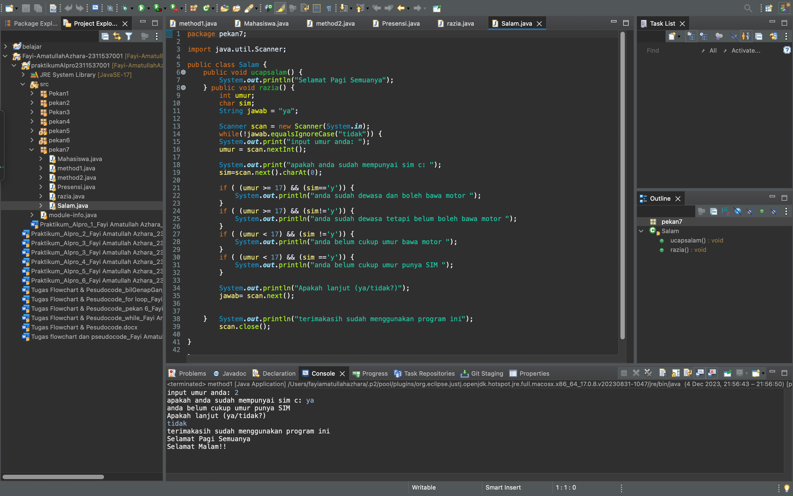 Package Expl...
Project Explo...
belajar
Fayi-AmatullahAzhara-2311537001 [Fayi-Amatul
praktikumAlpro2311537001 [Fayi-AmatullahA
JRE System Library [JavaSE-17]
src
Pekan1
pekan2
Pekan3
pekan4
pekan5
pekan6
pekan7
Mahasiswa.java
method1.java
method2.java
Presensi.java
razia.java
Salam.java
module-info.java
Praktikum_Alpro_1_Fayi Amatullah Azhara_
Praktikum_Alpro_2_Fayi Amatullah Azhara_23
Praktikum_Alpro_3_Fayi Amatullah Azhara_23
Praktikum_Alpro_4_Fayi Amatullah Azhara_23
Praktikum_Alpro_5_Fayi Amatullah Azhara_23
Praktikum_Alpro_6_Fayi Amatullah Azhara_23
Tugas Flowchart & Pesudocode_bilGenapGan
Tugas Flowchart & Pesudocode_for loop_Fayi
Tugas Flowchart & Pesudocode_pekan 6_Fayi
Tugas Flowchart & Pesudocode_while_Fayi Am
Tugas Flowchart & Pesudocode.docx
Tugas flowchart dan pseudocode_Fayi Amatu
method1.java
Mahasiswa.java
method2.java
Presensi.java
razia.java
Salam.java
1 package pekan7;
2
3 import java.util.Scanner;
4
5 public class Salam {
6 public void ucapsalam() {
7 System.out.println("Selamat Pagi Semuanya");
8 } public void razia() {
9 int umur;
10 char sim;
11 String jawab = "ya";
12
13 Scanner scan = new Scanner(System.in);
14 while(!jawab.equalsIgnoreCase("tidak")) {
15 System.out.print("input umur anda: ");
16 umur = scan.nextInt();
17
18 System.out.print("apakah anda sudah mempunyai sim c: ");
19 sim=scan.next().charAt(0);
20
21 if ( (umur >= 17) && (sim=='y')) {
22 System.out.println("anda sudah dewasa dan boleh bawa motor ");
23 }
24 if ( (umur >= 17) && (sim !='y')) {
25 System.out.println("anda sudah dewasa tetapi belum boleh bawa motor ");
26 }
27 if ( (umur < 17) && (sim !='y')) {
28 System.out.println("anda belum cukup umur bawa motor ");
29 }
30 if ( (umur < 17) && (sim =='y')) {
31 System.out.println("anda belum cukup umur punya SIM ");
32 }
33
34 System.out.println("Apakah lanjut (ya/tidak?)");
35 jawab= scan.next();
36
37
38 } System.out.println("terimakasih sudah menggunakan program ini");
39 scan.close();
40
41 }
42
Task List
Find
All
Activate...
Outline
pekan7
Salam
ucapsalam() : void
razia() : void
Problems
Javadoc
Declaration
Console
Progress
Task Repositories
Git Staging
Properties
<terminated> method1 [Java Application] /Users/fayiamatullahazhara/.p2/pool/plugins/org.eclipse.justj.openjdk.hotspot.jre.full.macosx.x86_64_17.0.8.v20230831-1047/jre/bin/java (4 Dec 2023, 21:56:43 – 21:56:50) [p
input umur anda: 2
apakah anda sudah mempunyai sim c: ya
anda belum cukup umur punya SIM
Apakah lanjut (ya/tidak?)
tidak
terimakasih sudah menggunakan program ini
Selamat Pagi Semuanya
Selamat Malam!!
Writable
Smart Insert
1 : 1 : 0